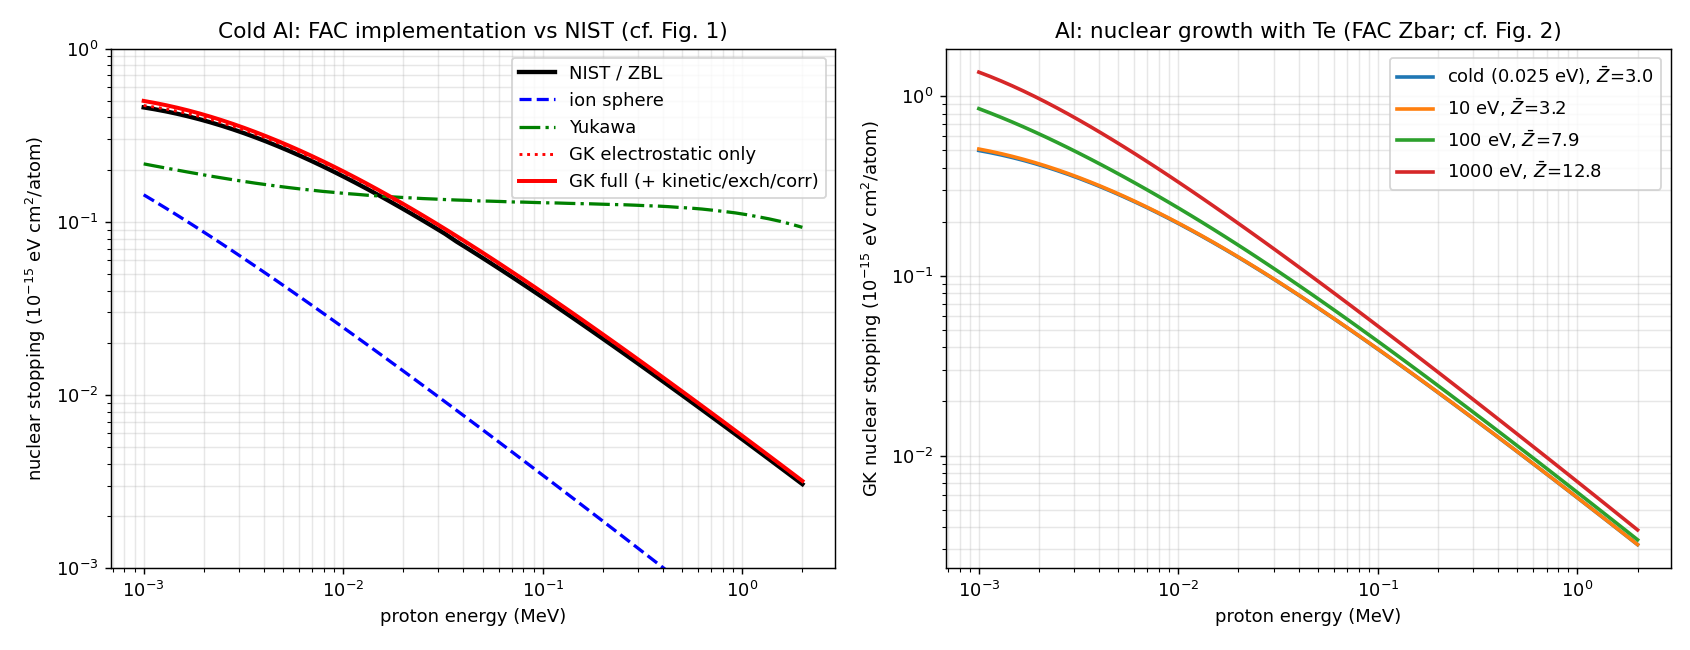 Cold Al: FAC implementation vs NIST (cf. Fig. 1)
nuclear stopping (10⁻¹⁵ eV cm²/atom)
10⁰
10⁻¹
10⁻²
10⁻³
NIST / ZBL
ion sphere
Yukawa
GK electrostatic only
GK full (+ kinetic/exch/corr)
10⁻³ 10⁻² 10⁻¹ 10⁰
proton energy (MeV)
Al: nuclear growth with Te (FAC Zbar; cf. Fig. 2)
GK nuclear stopping (10⁻¹⁵ eV cm²/atom)
10⁰
10⁻¹
10⁻²
cold (0.025 eV), Z̄=3.0
10 eV, Z̄=3.2
100 eV, Z̄=7.9
1000 eV, Z̄=12.8
10⁻³ 10⁻² 10⁻¹ 10⁰
proton energy (MeV)